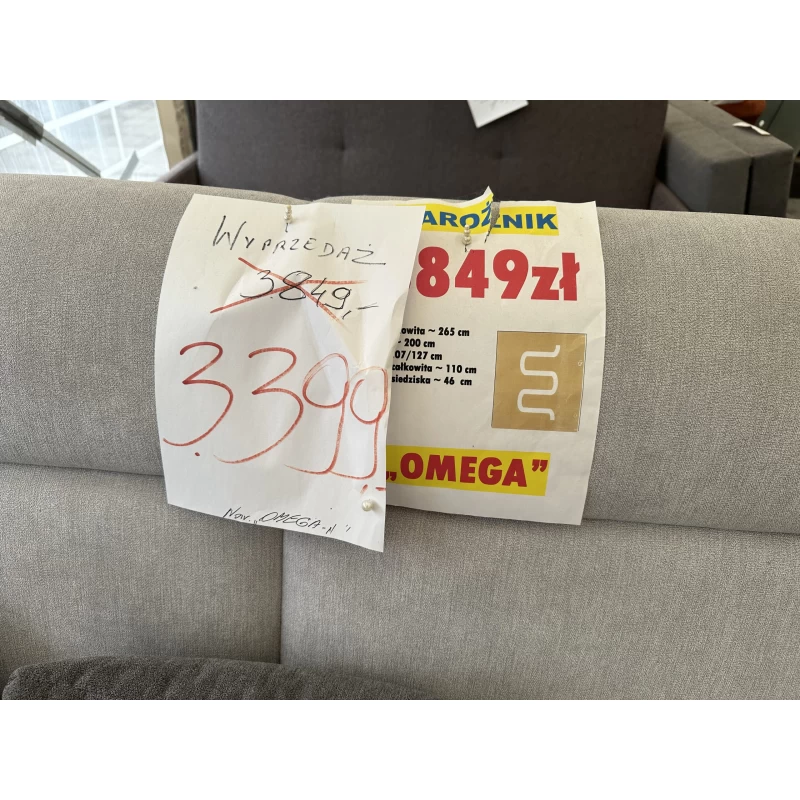 WYPRZEDAŻ
3.849,-
3.399,-
Nar. „OMEGA-N"
AROŻNIK
849zł
owita ~ 265 cm
~ 200 cm
07/127 cm
całkowita ~ 110 cm
siedziska ~ 46 cm
„OMEGA”